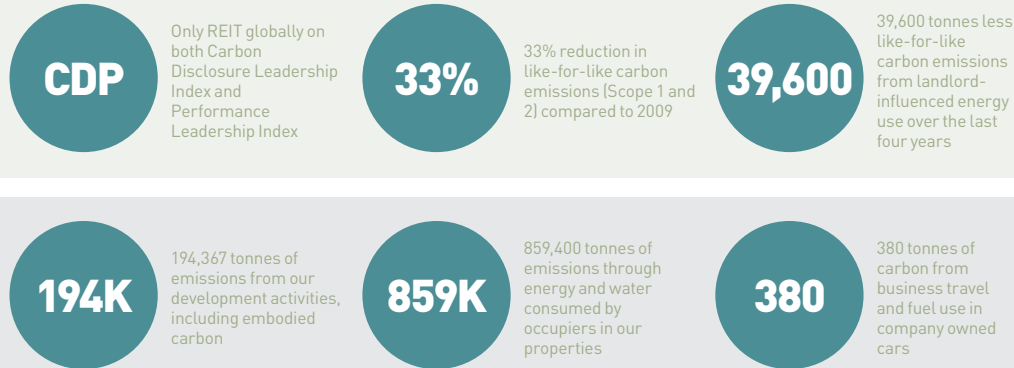 CDP
Only REIT globally on
both Carbon
Disclosure Leadership
Index and
Performance
Leadership Index
33%
33% reduction in
like-for-like carbon
emissions (Scope 1 and
2) compared to 2009
39,600
39,600 tonnes less
like-for-like
carbon emissions
from landlord-
influenced energy
use over the last
four years
194K
194,367 tonnes of
emissions from our
development activities,
including embodied
carbon
859K
859,400 tonnes of
emissions through
energy and water
consumed by
occupiers in our
properties
380
380 tonnes of
carbon from
business travel
and fuel use in
company owned
cars